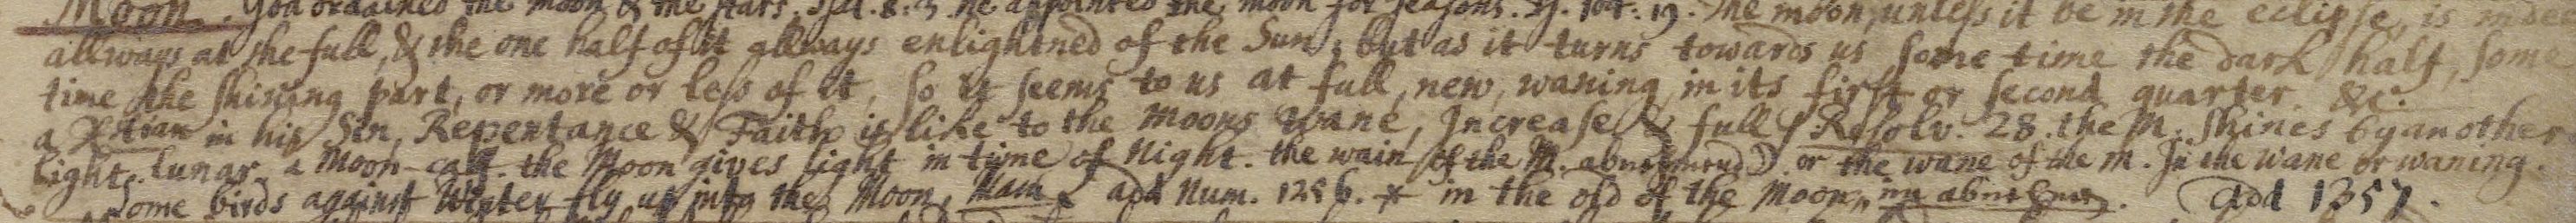 Moon. God ordained the moon & the stars. Psal. 8. 3 he appointed the moon for seasons. Ps. 104. 19. The moon, unless it be in the eclipse, is indeed
allways at the full, & the one half of it allways enlightned of the Sun; but as it turns towards us some time the dark half, some
time the shining part, or more or less of it, so it seems to us at full, new, waning, in its first or second quarter. &c.
a Xtian in his Sin, Repentance & Faith is like to the Moons Wane, Increase & full. Resolv. 28. the M. shines by another
light. lunar. a Moon-calf. the Moon gives light in time of Night. the wain of the M. or the wane of the m. In the wane or waning.
Some birds against Winter fly up into the Moon, add Num. 1256. * in the old of the Moon, Add 1357.